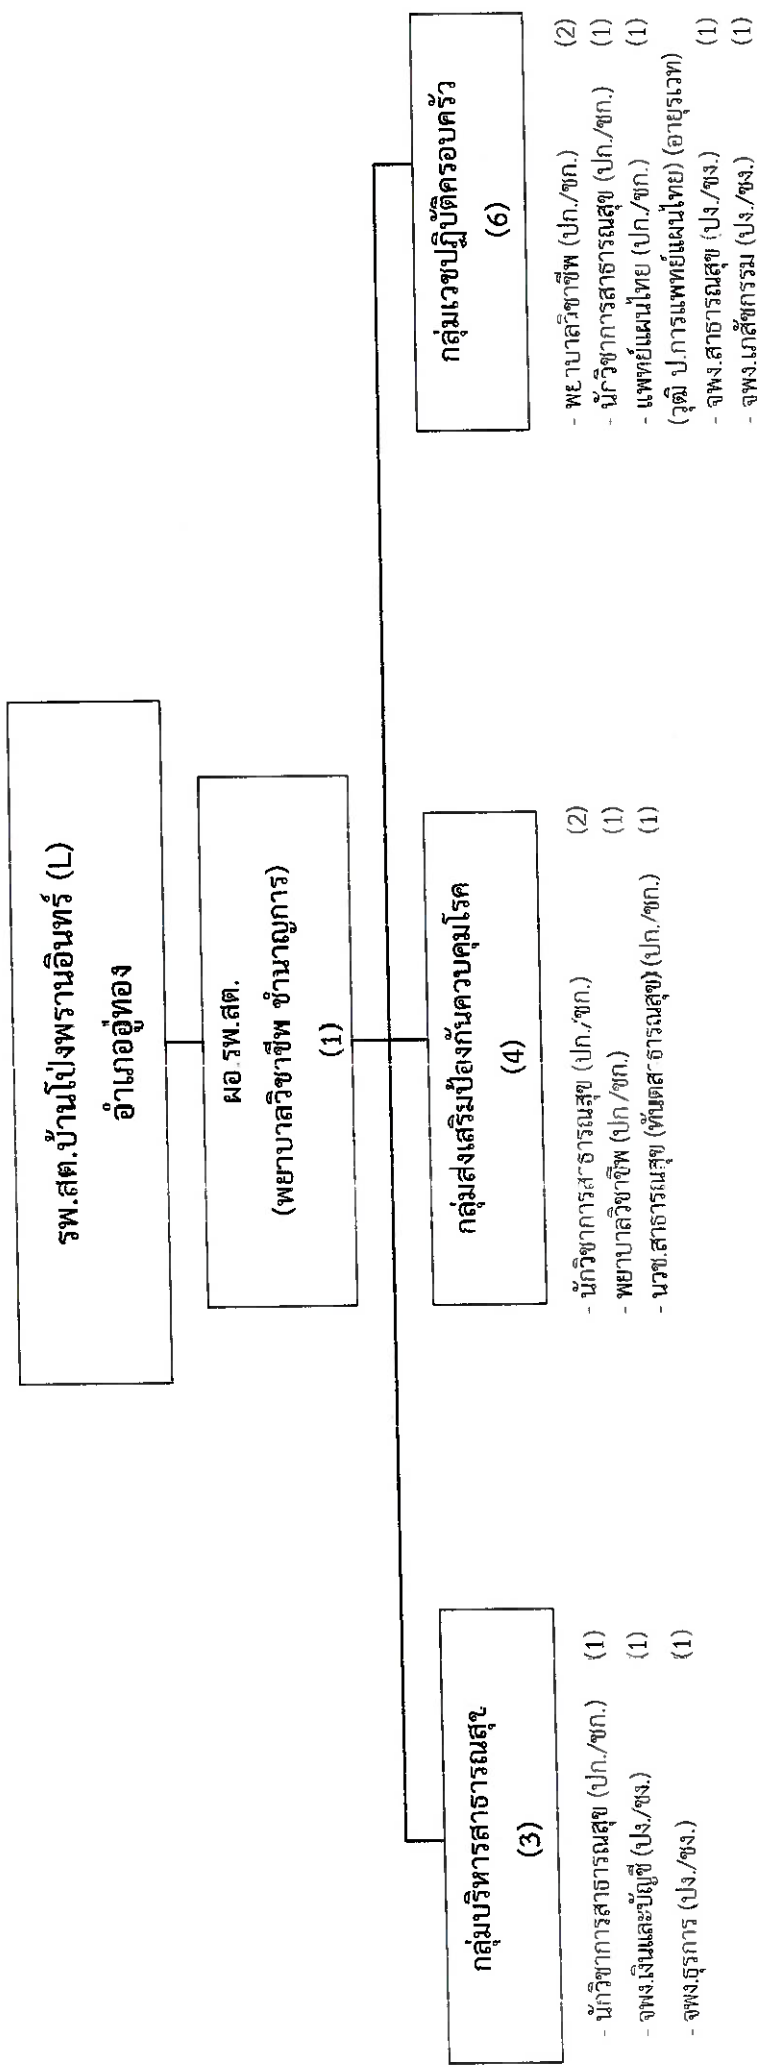 รพ.สต.บ้านโป่งพรานอินทร์ (L)
อำเภออู่ทอง
ผอ.รพ.สต.
(พยาบาลวิชาชีพ ชำนาญการ)
(1)
กลุ่มบริหารสาธารณสุข
(3)
- นักวิชาการสาธารณสุข (ปก./ชก.) (1)
- จพง.เงินและบัญชี (ปง./ชง.) (1)
- จพง.ธุรการ (ปง./ชง.) (1)
กลุ่มส่งเสริมป้องกันควบคุมโรค
(4)
- นักวิชาการสาธารณสุข (ปก./ชก.) (2)
- พยาบาลวิชาชีพ (ปก/ชก.) (1)
- นวช.สาธารณสุข (ทันตสาธารณสุข) (ปก./ชก.) (1)
กลุ่มเวชปฏิบัติครอบครัว
(6)
- พยาบาลวิชาชีพ (ปก./ชก.) (2)
- นักวิชาการสาธารณสุข (ปก./ชก.) (1)
- แพทย์แผนไทย (ปก./ชก.) (1)
(วุฒิ ป.การแพทย์แผนไทย) (อายุรเวท)
- จพง.สาธารณสุข (ปง./ชง.) (1)
- จพง.เภสัชกรรม (ปง./ชง.) (1)